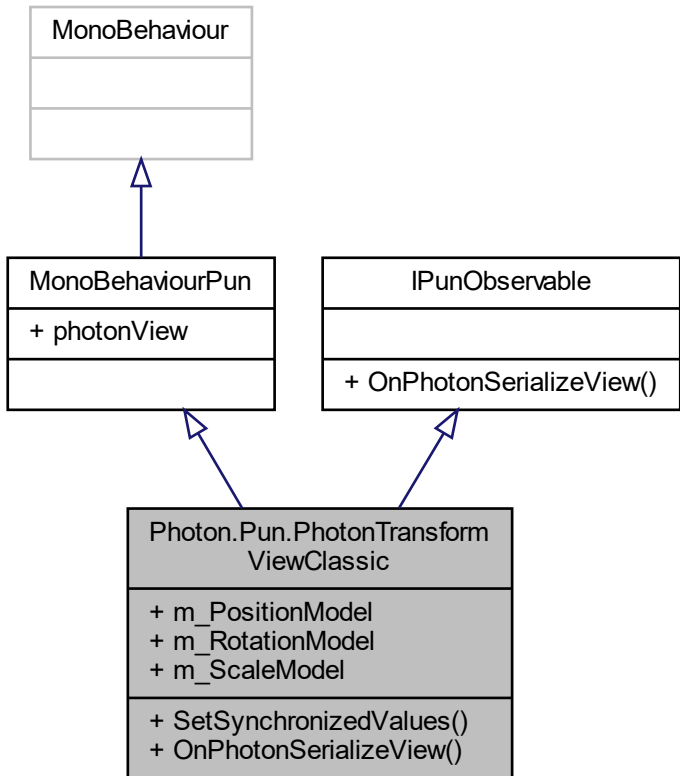 MonoBehaviour
MonoBehaviourPun
+ photonView
IPunObservable
+ OnPhotonSerializeView()
Photon.Pun.PhotonTransform
ViewClassic
+ m_PositionModel
+ m_RotationModel
+ m_ScaleModel
+ SetSynchronizedValues()
+ OnPhotonSerializeView()